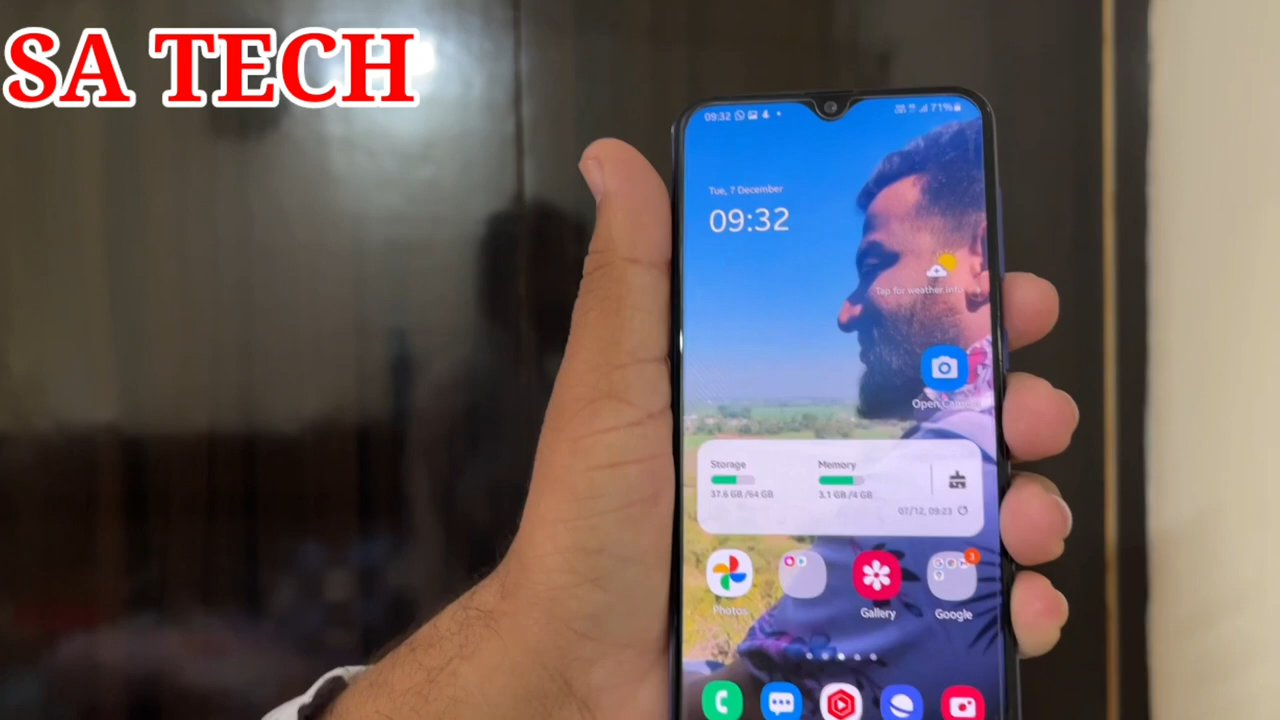 SA TECH
09:32
71%
Tue, 7 December
09:32
Tap for weather info
Open Camera
Storage
Memory
37.6 GB /64 GB
3.1 GB /4 GB
07/12, 09:23
3
Photos
Gallery
Google